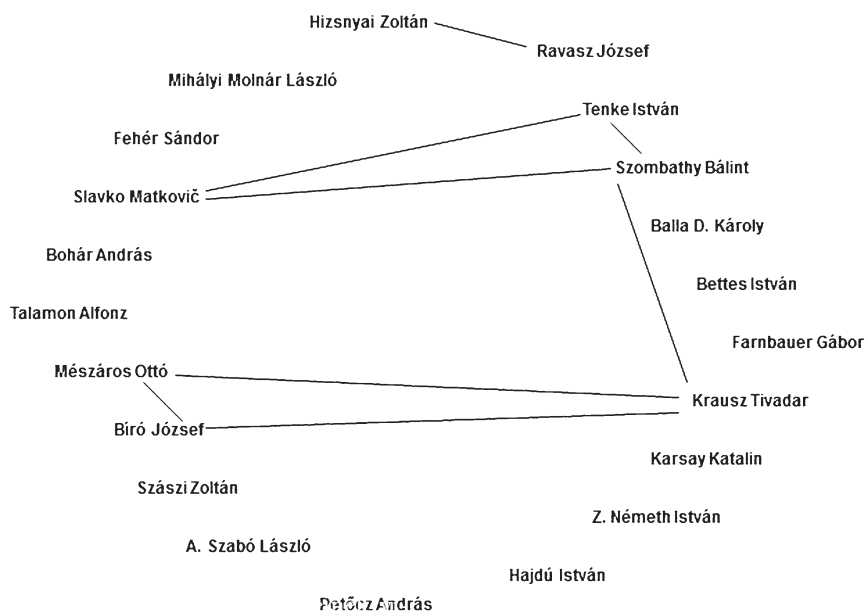 Hizsnyai Zoltán
Ravasz József
Mihályi Molnár László
Tenke István
Fehér Sándor
Szombathy Bálint
Slavko Matkovič
Balla D. Károly
Bohár András
Bettes István
Talamon Alfonz
Farnbauer Gábor
Mészáros Ottó
Krausz Tivadar
Bíró József
Karsay Katalin
Szászi Zoltán
Z. Németh István
A. Szabó László
Hajdú István
Petőcz András